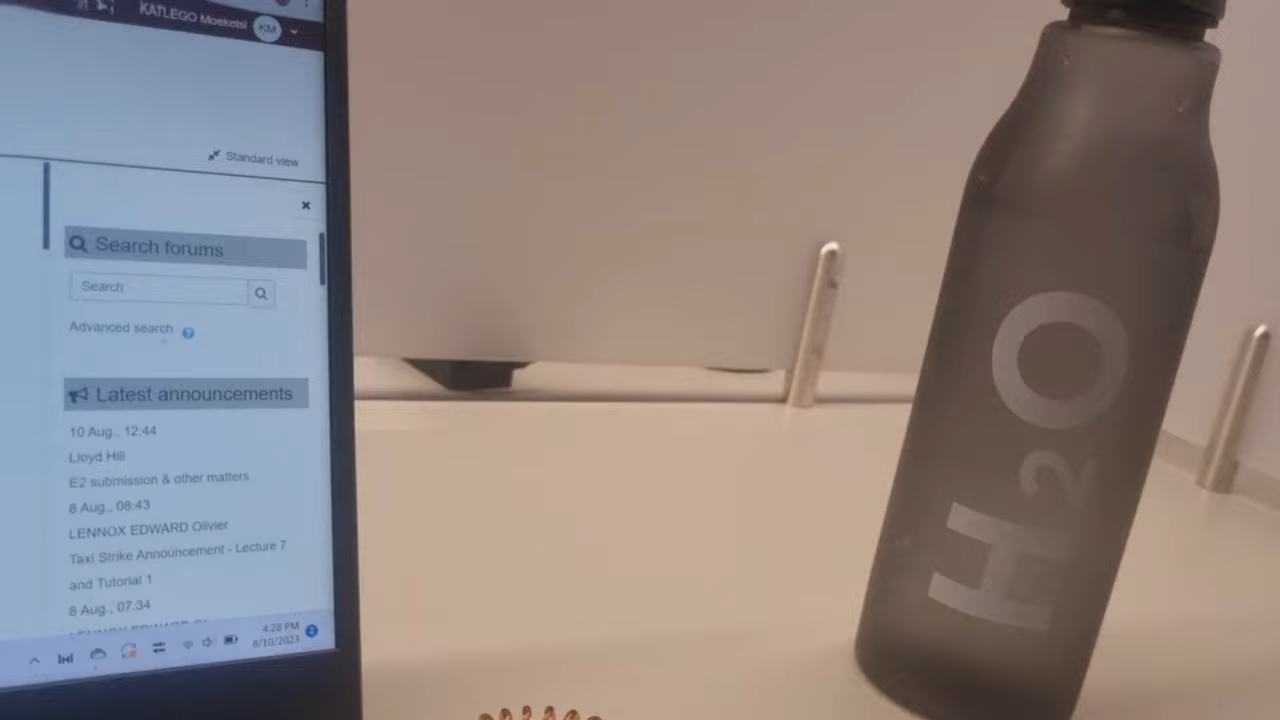 KATLEGO Moeketsi KM
Standard view
Search forums
Search
Advanced search
Latest announcements
10 Aug., 12:44
Lloyd Hill
E2 submission & other matters
8 Aug., 08:43
LENNOX EDWARD Olivier
Taxi Strike Announcement - Lecture 7
and Tutorial 1
8 Aug., 07:34
4:28 PM
8/10/2023
H2O